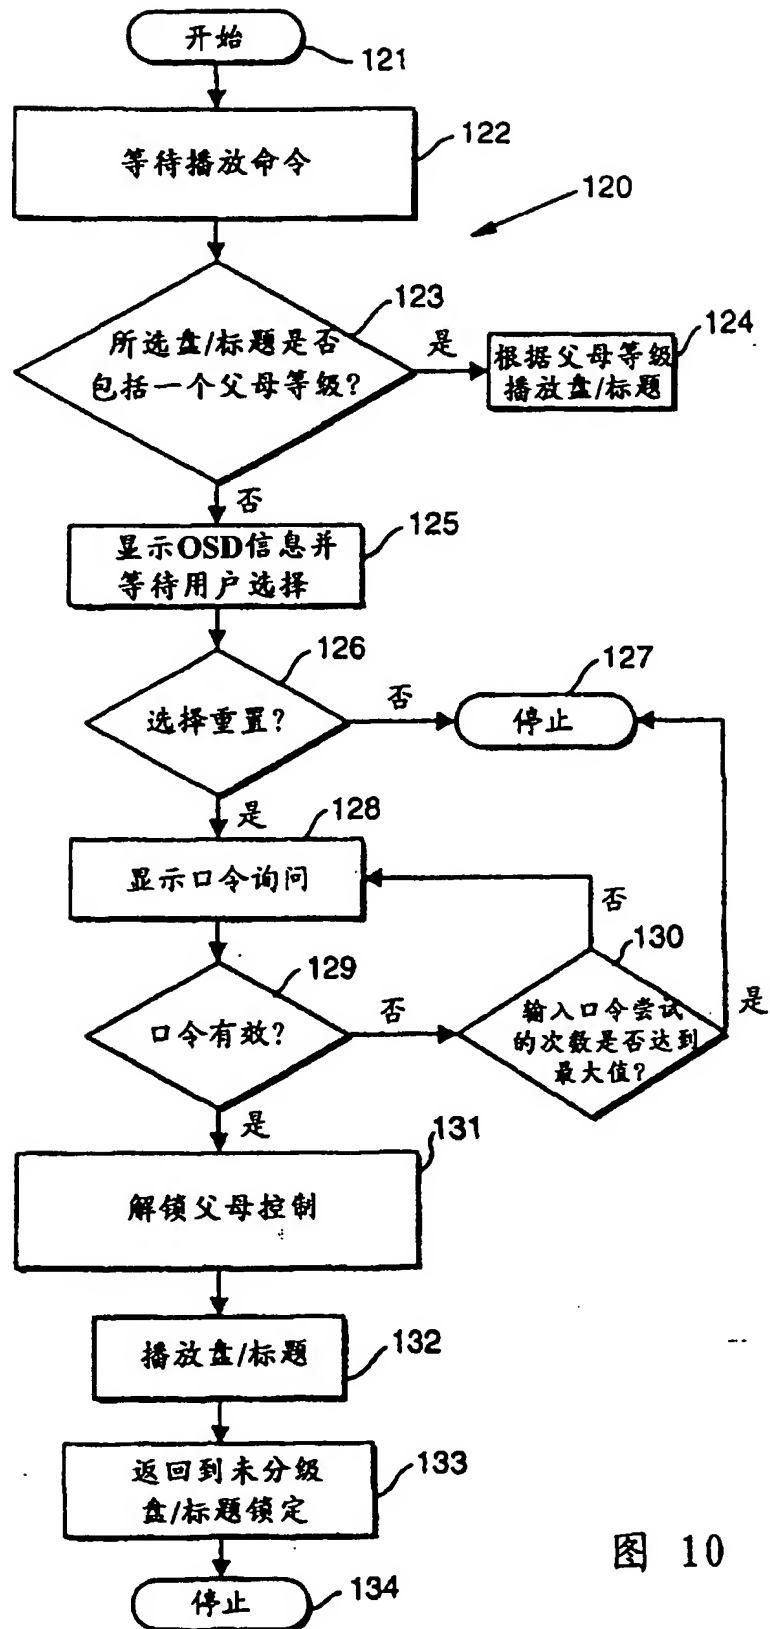 开始
121
等待播放命令
122
120
所选盘/标题是否
包括一个父母等级?
123
是
根据父母等级
播放盘/标题
124
否
显示OSD信息并
等待用户选择
125
选择重置?
126
否
停止
127
是
显示口令询问
128
否
口令有效?
129
否
输入口令尝试
的次数是否达到
最大值?
130
是
是
解锁父母控制
131
播放盘/标题
132
返回到未分级
盘/标题锁定
133
停止
134
图 10